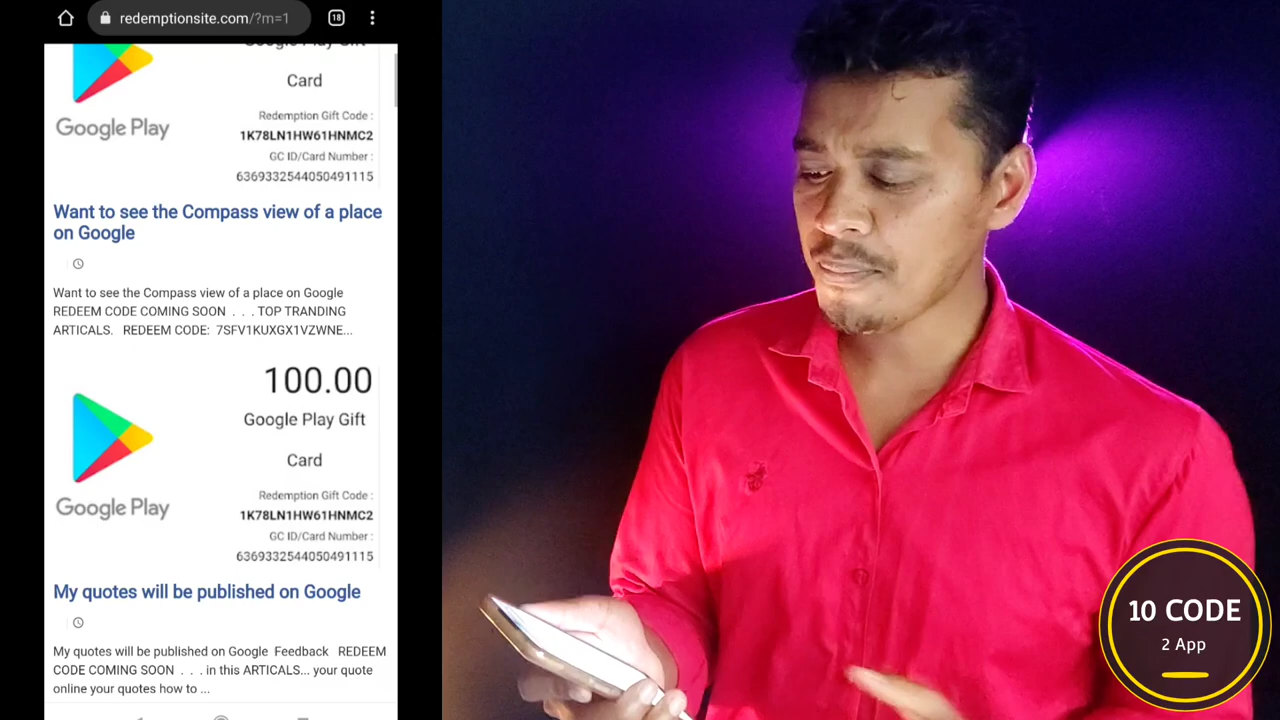 redemptionsite.com/?m=1
18
Google Play Gift
Card
Google Play
Redemption Gift Code :
1K78LN1HW61HNMC2
GC ID/Card Number :
6369332544050491115
Want to see the Compass view of a place
on Google
Want to see the Compass view of a place on Google
REDEEM CODE COMING SOON . . . TOP TRANDING
ARTICALS. REDEEM CODE: 7SFV1KUXGX1VZWNE...
100.00
Google Play Gift
Card
Google Play
Redemption Gift Code :
1K78LN1HW61HNMC2
GC ID/Card Number :
6369332544050491115
My quotes will be published on Google
My quotes will be published on Google Feedback REDEEM
CODE COMING SOON . . . in this ARTICALS... your quote
online your quotes how to ...
10 CODE
2 App